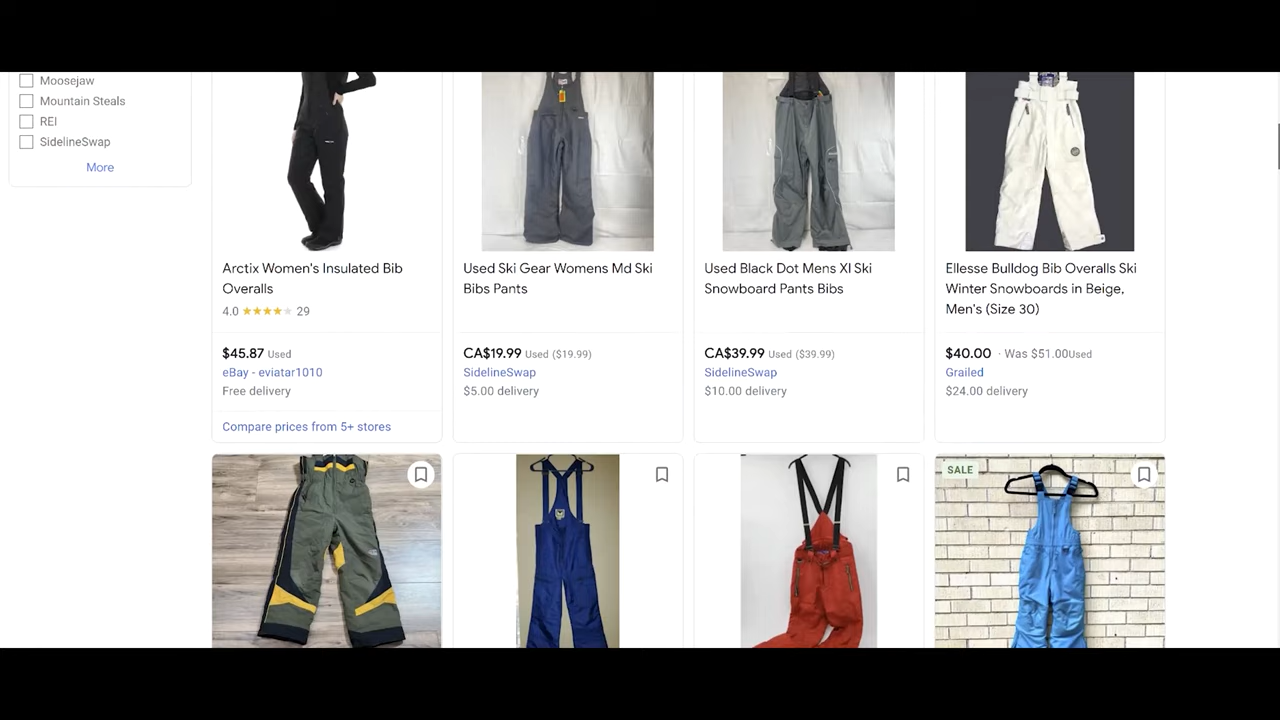 Moosejaw
Mountain Steals
REI
SidelineSwap
More
Arctix Women's Insulated Bib
Overalls
4.0 29
$45.87 Used
eBay - eviatar1010
Free delivery
Compare prices from 5+ stores
Used Ski Gear Womens Md Ski
Bibs Pants
CA$19.99 Used ($19.99)
SidelineSwap
$5.00 delivery
Used Black Dot Mens Xl Ski
Snowboard Pants Bibs
CA$39.99 Used ($39.99)
SidelineSwap
$10.00 delivery
Ellesse Bulldog Bib Overalls Ski
Winter Snowboards in Beige,
Men's (Size 30)
$40.00 · Was $51.00Used
Grailed
$24.00 delivery
SALE